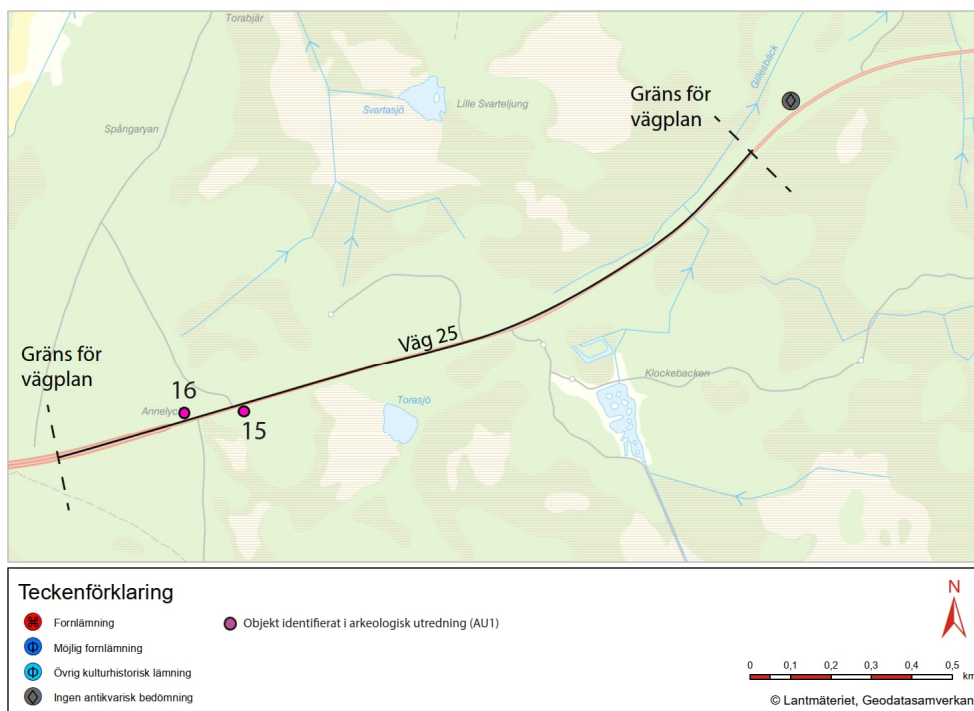 Torabjär
Svartasjö
Lille Svarteljung
Gillesbäck
Gräns för
vägplan
Spångaryan
Väg 25
Gräns för
vägplan
Klockebacken
16
Torasjö
15
Teckenförklaring
N
Fornlämning
Objekt identifierat i arkeologisk utredning (AU1)
Möjlig fornlämning
Övrig kulturhistorisk lämning
0 0,1 0,2 0,3 0,4 0,5
km
Ingen antikvarisk bedömning
© Lantmäteriet, Geodatasamverkan